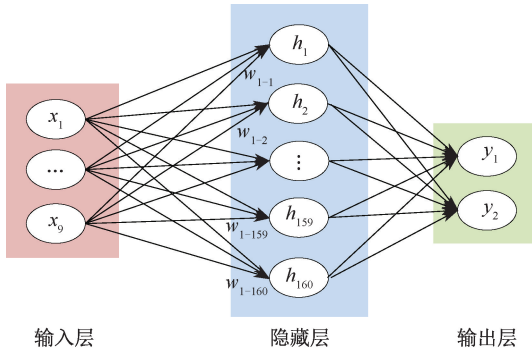 x₁
...
x₉
w₁₋₁
w₁₋₂
w₁₋₁₅₉
w₁₋₁₆₀
h₁
h₂
⋮
h₁₅₉
h₁₆₀
y₁
y₂
输入层
隐藏层
输出层